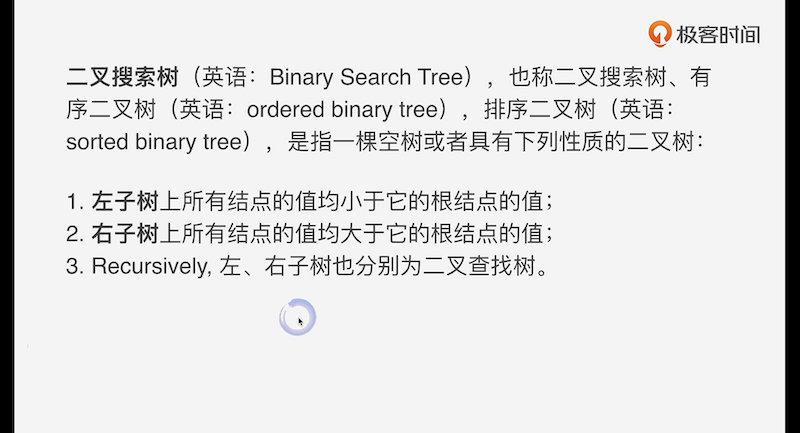 极客时间
二叉搜索树（英语：Binary Search Tree），也称二叉搜索树、有
序二叉树（英语：ordered binary tree），排序二叉树（英语：
sorted binary tree），是指一棵空树或者具有下列性质的二叉树：
1. 左子树上所有结点的值均小于它的根结点的值；
2. 右子树上所有结点的值均大于它的根结点的值；
3. Recursively, 左、右子树也分别为二叉查找树。